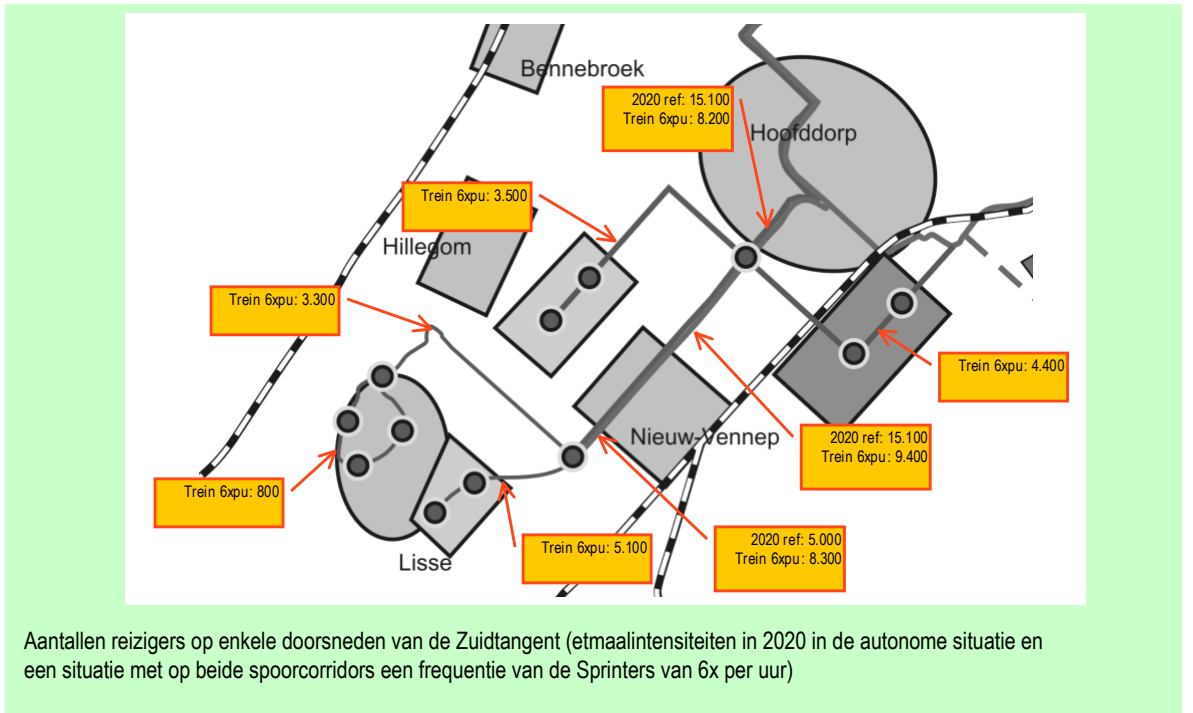 Bennebroek
2020 ref: 15.100
Trein 6xpu: 8.200
Hoofddorp
Trein 6xpu: 3.500
Hillegom
Trein 6xpu: 3.300
Trein 6xpu: 4.400
Nieuw-Vennep
2020 ref: 15.100
Trein 6xpu: 9.400
Trein 6xpu: 800
2020 ref: 5.000
Trein 6xpu: 8.300
Trein 6xpu: 5.100
Lisse
Aantallen reizigers op enkele doorsneden van de Zuidtangent (etmaalintensiteiten in 2020 in de autonome situatie en
een situatie met op beide spoorcorridors een frequentie van de Sprinters van 6x per uur)